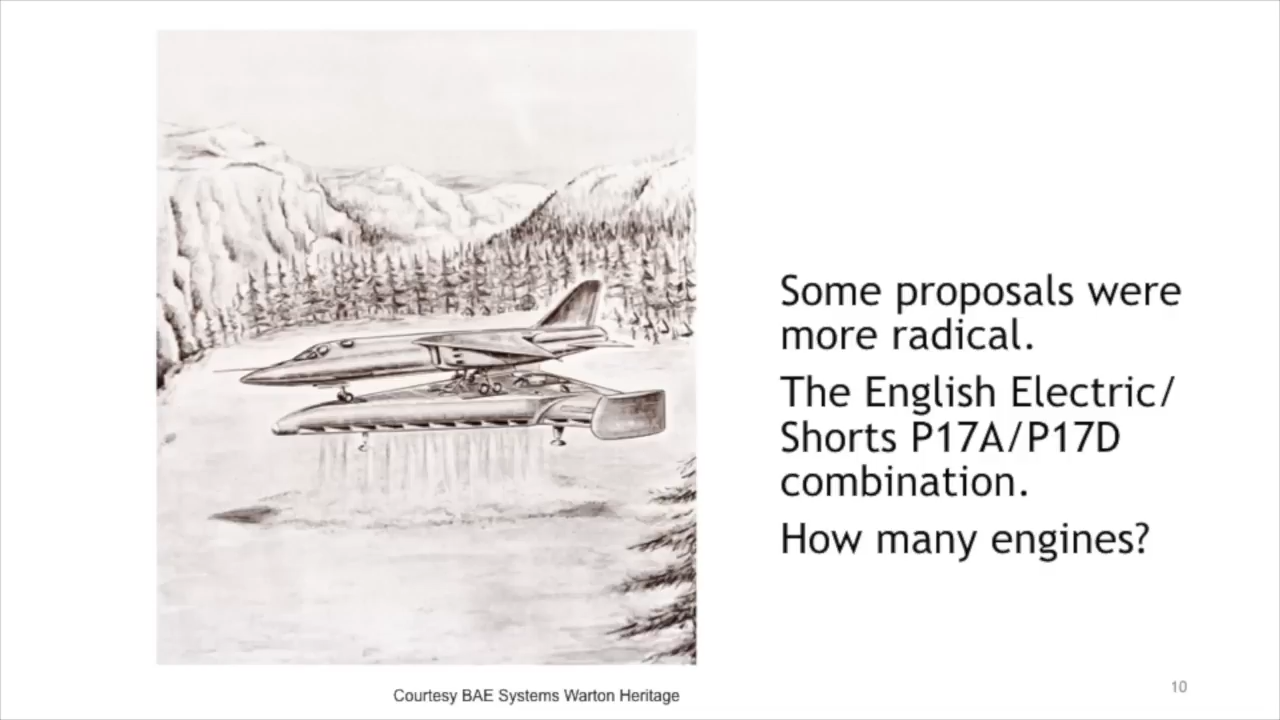 Some proposals were
more radical.
The English Electric/
Shorts P17A/P17D
combination.
How many engines?
Courtesy BAE Systems Warton Heritage
10